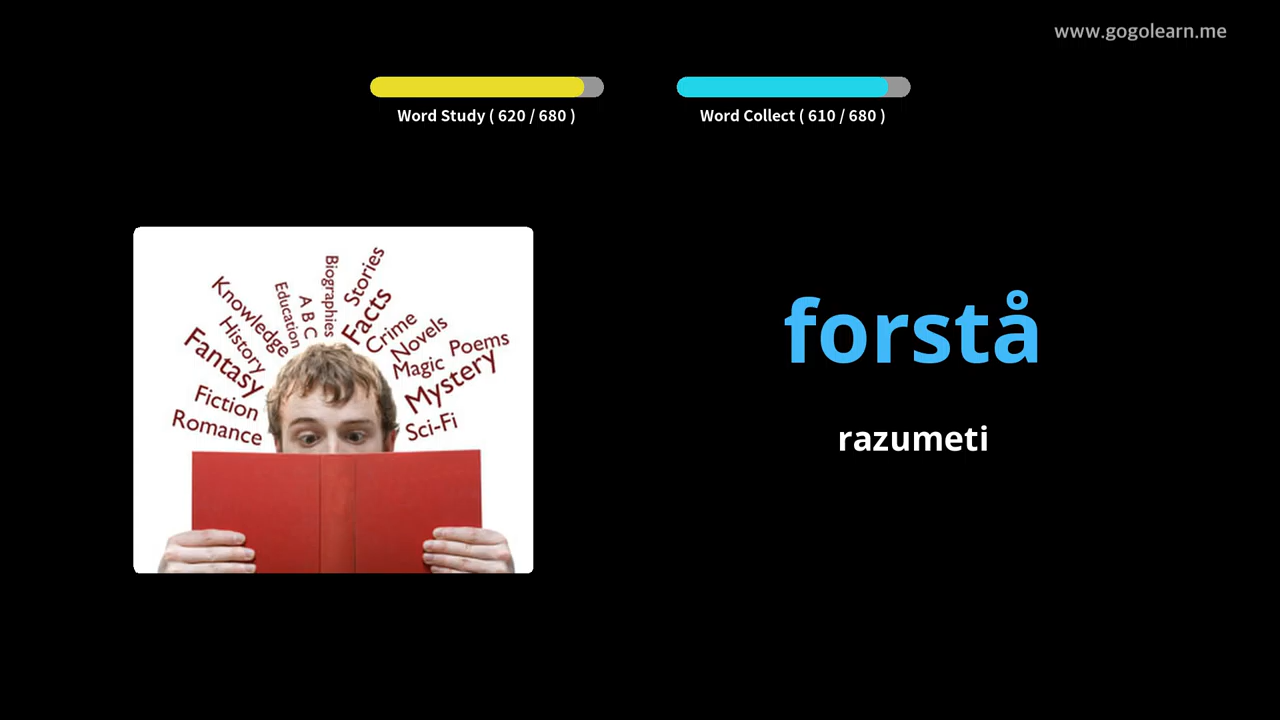 www.gogolearn.me
Word Study ( 620 / 680 )
Word Collect ( 610 / 680 )
Biographies
Stories
Knowledge
Education
A B C
Facts
History
Crime
Novels
Fantasy
Magic
Poems
Mystery
Fiction
Romance
Sci-Fi
forstå
razumeti